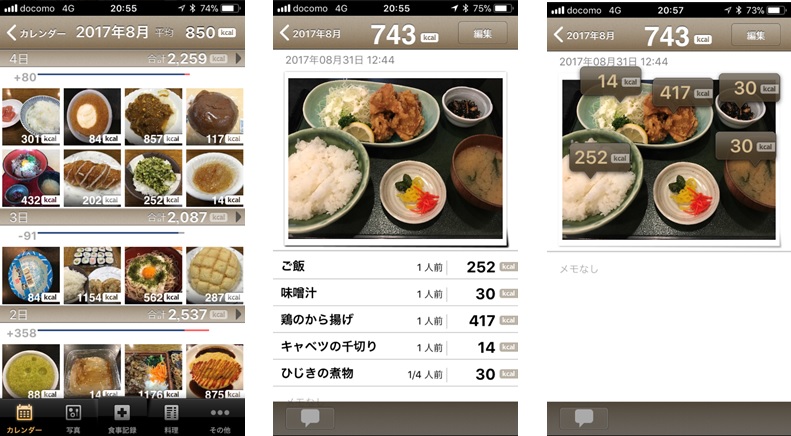 docomo 4G 20:55 74%
カレンダー 2017年8月 平均 850 kcal
4日 合計 2,259 kcal
+80
301 kcal 84 kcal 857 kcal 117 kcal
432 kcal 202 kcal 252 kcal 14 kcal
3日 合計 2,087 kcal
-91
84 kcal 1154 kcal 562 kcal 287 kcal
2日 合計 2,537 kcal
+358
88 14 kcal 1176 kcal 875 kcal
カレンダー 写真 食事記録 料理 その他
docomo 4G 20:55 75%
2017年8月 743 kcal 編集
2017年08月31日 12:44
ご飯 1 人前 252 kcal
味噌汁 1 人前 30 kcal
鶏のから揚げ 1 人前 417 kcal
キャベツの千切り 1 人前 14 kcal
ひじきの煮物 1/4 人前 30 kcal
メモなし
docomo 4G 20:57 73%
2017年8月 743 kcal 編集
2017年08月31日 12:44
14 kcal 417 kcal 30 kcal
252 kcal 30 kcal
メモなし